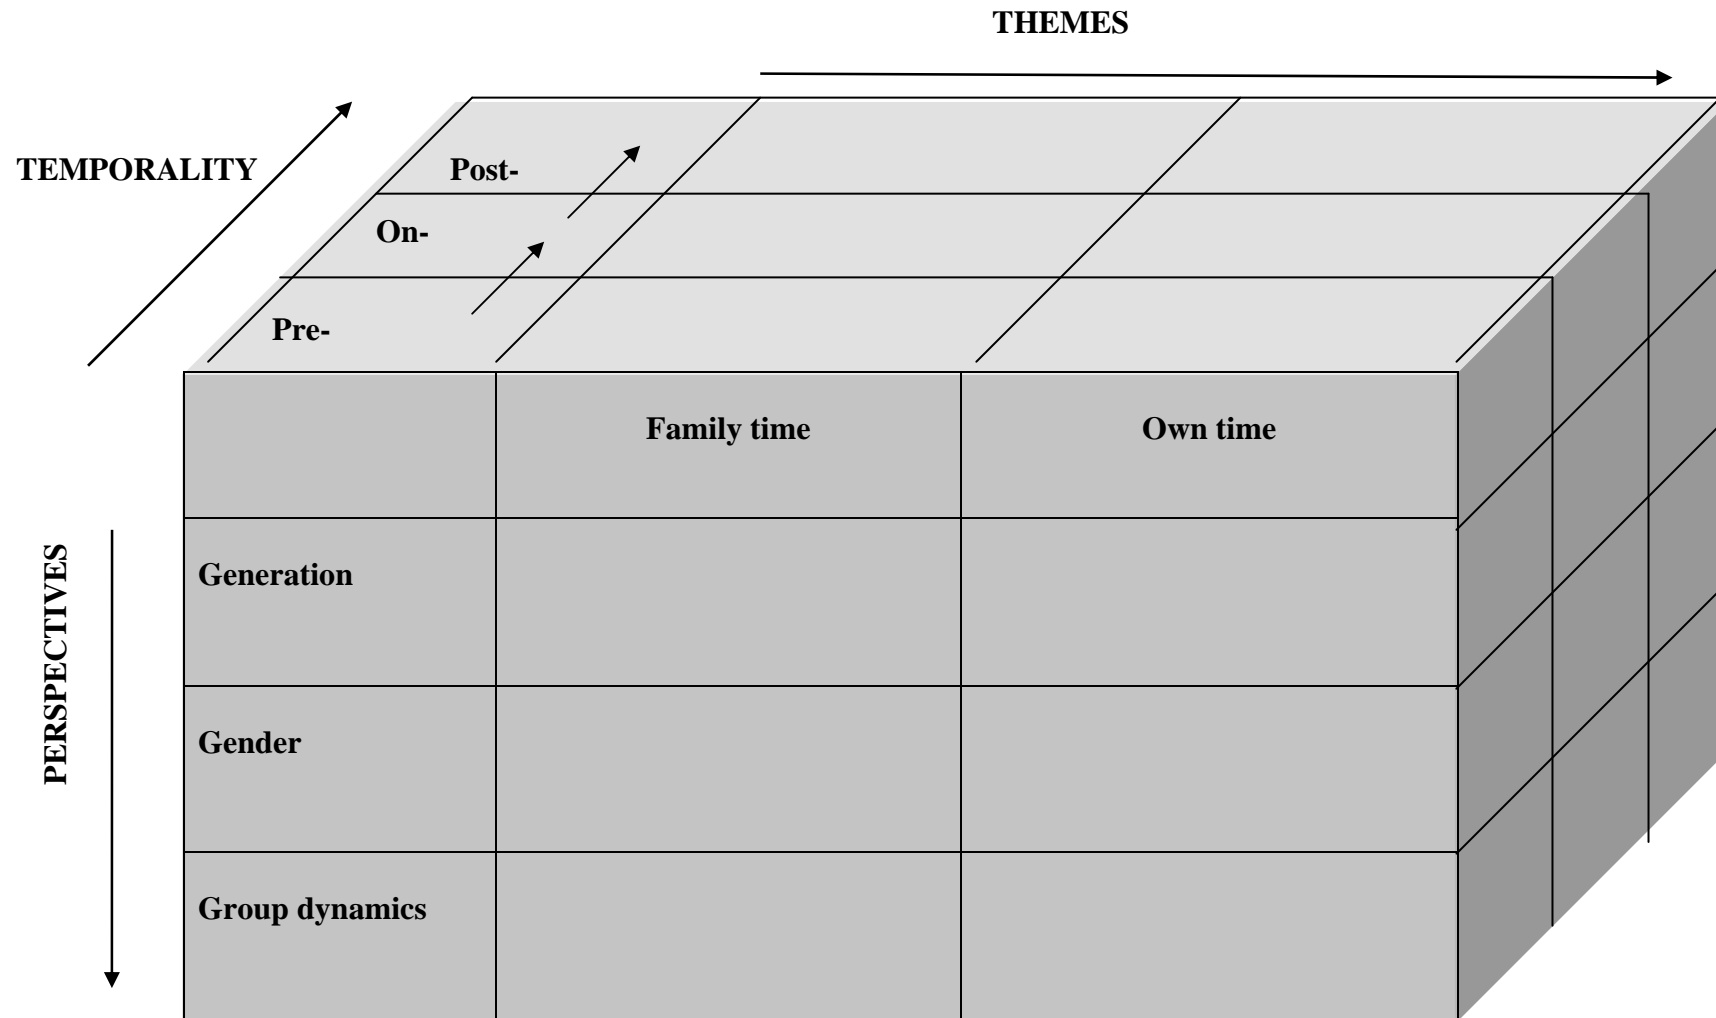 THEMES
TEMPORALITY
Post-
On-
Pre-
Family time
Own time
PERSPECTIVES
Generation
Gender
Group dynamics